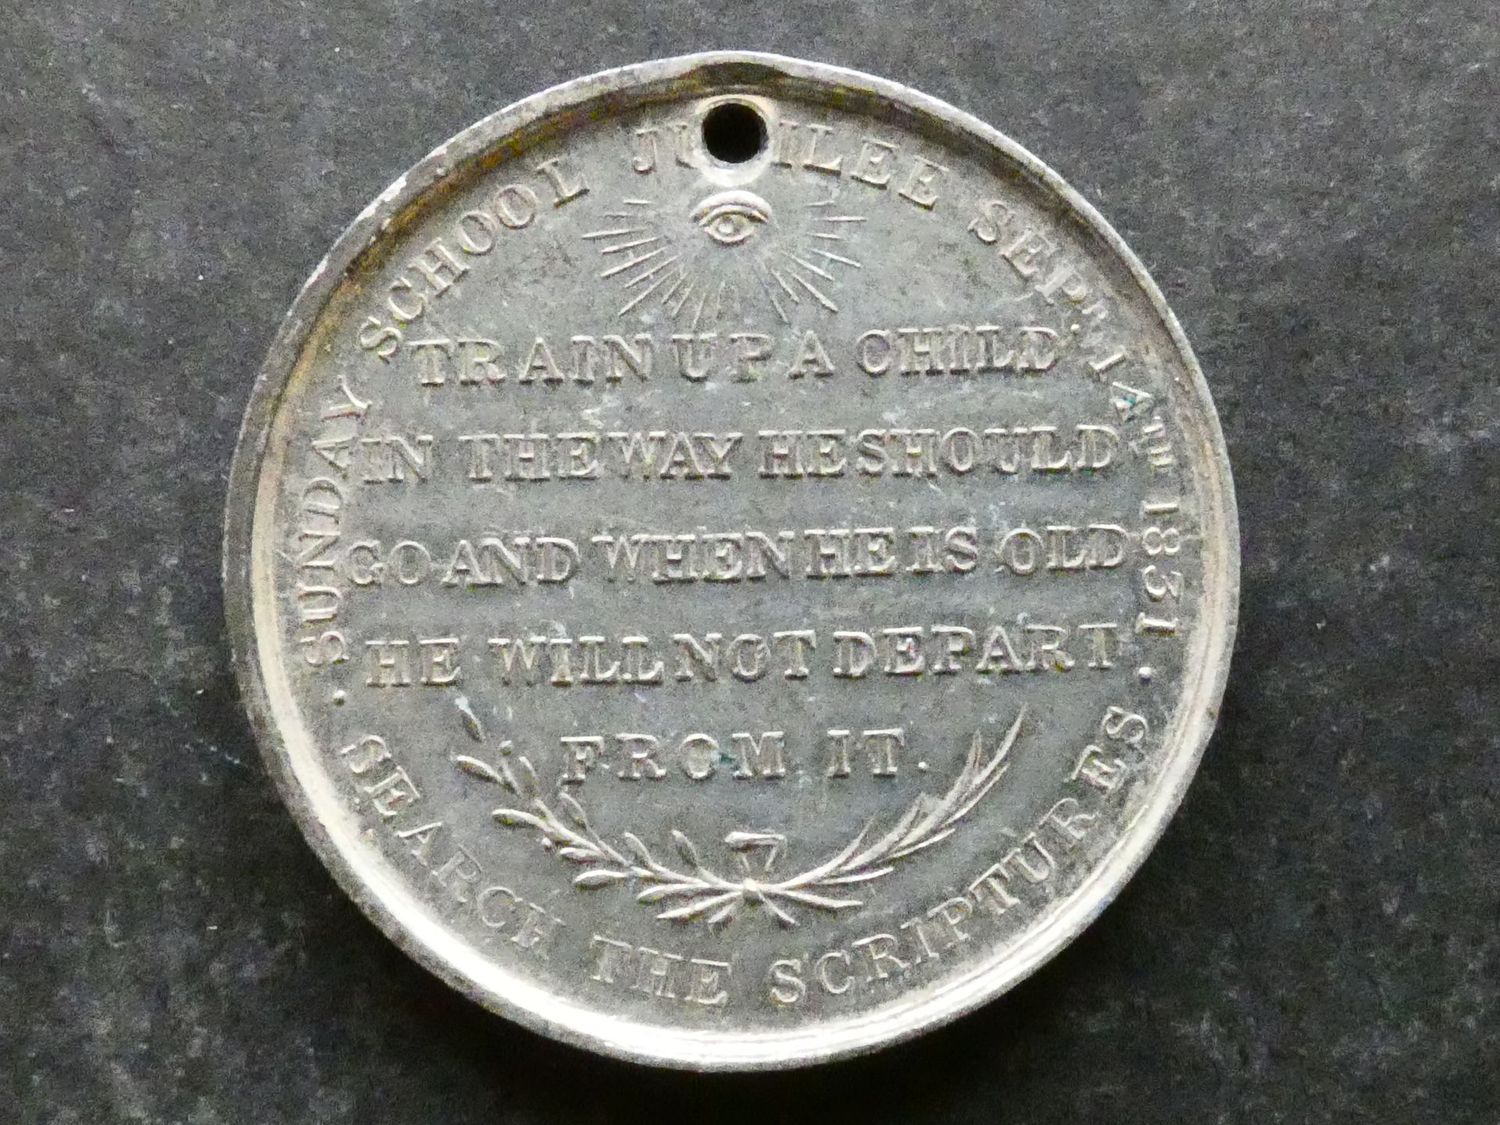 SUNDAY SCHOOL JUBILEE SEPR. 14TH 1831.
TRAIN UP A CHILD
IN THE WAY HE SHOULD
GO AND WHEN HE IS OLD
HE WILL NOT DEPART
FROM IT.
SEARCH THE SCRIPTURES